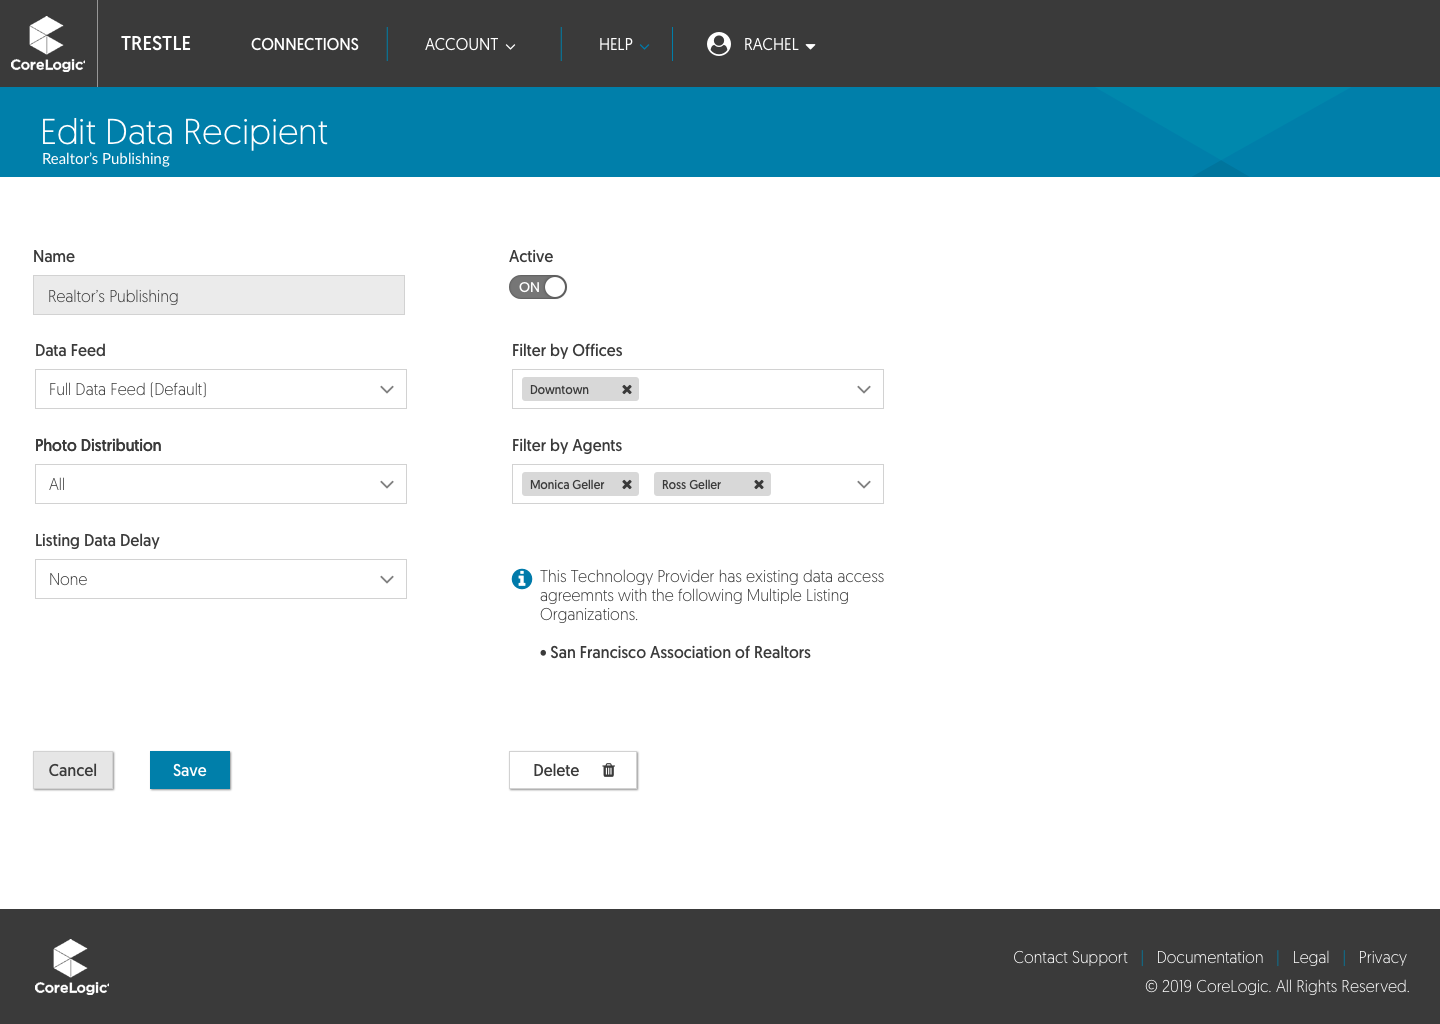 CoreLogic
TRESTLE
CONNECTIONS
ACCOUNT
HELP
RACHEL
Edit Data Recipient
Realtor's Publishing
Name
Realtor's Publishing
Active
ON
Data Feed
Full Data Feed (Default)
Filter by Offices
Downtown
Photo Distribution
All
Filter by Agents
Monica Geller
Ross Geller
Listing Data Delay
None
This Technology Provider has existing data access
agreemnts with the following Multiple Listing
Organizations.
• San Francisco Association of Realtors
Cancel
Save
Delete
CoreLogic
Contact Support | Documentation | Legal | Privacy
© 2019 CoreLogic. All Rights Reserved.